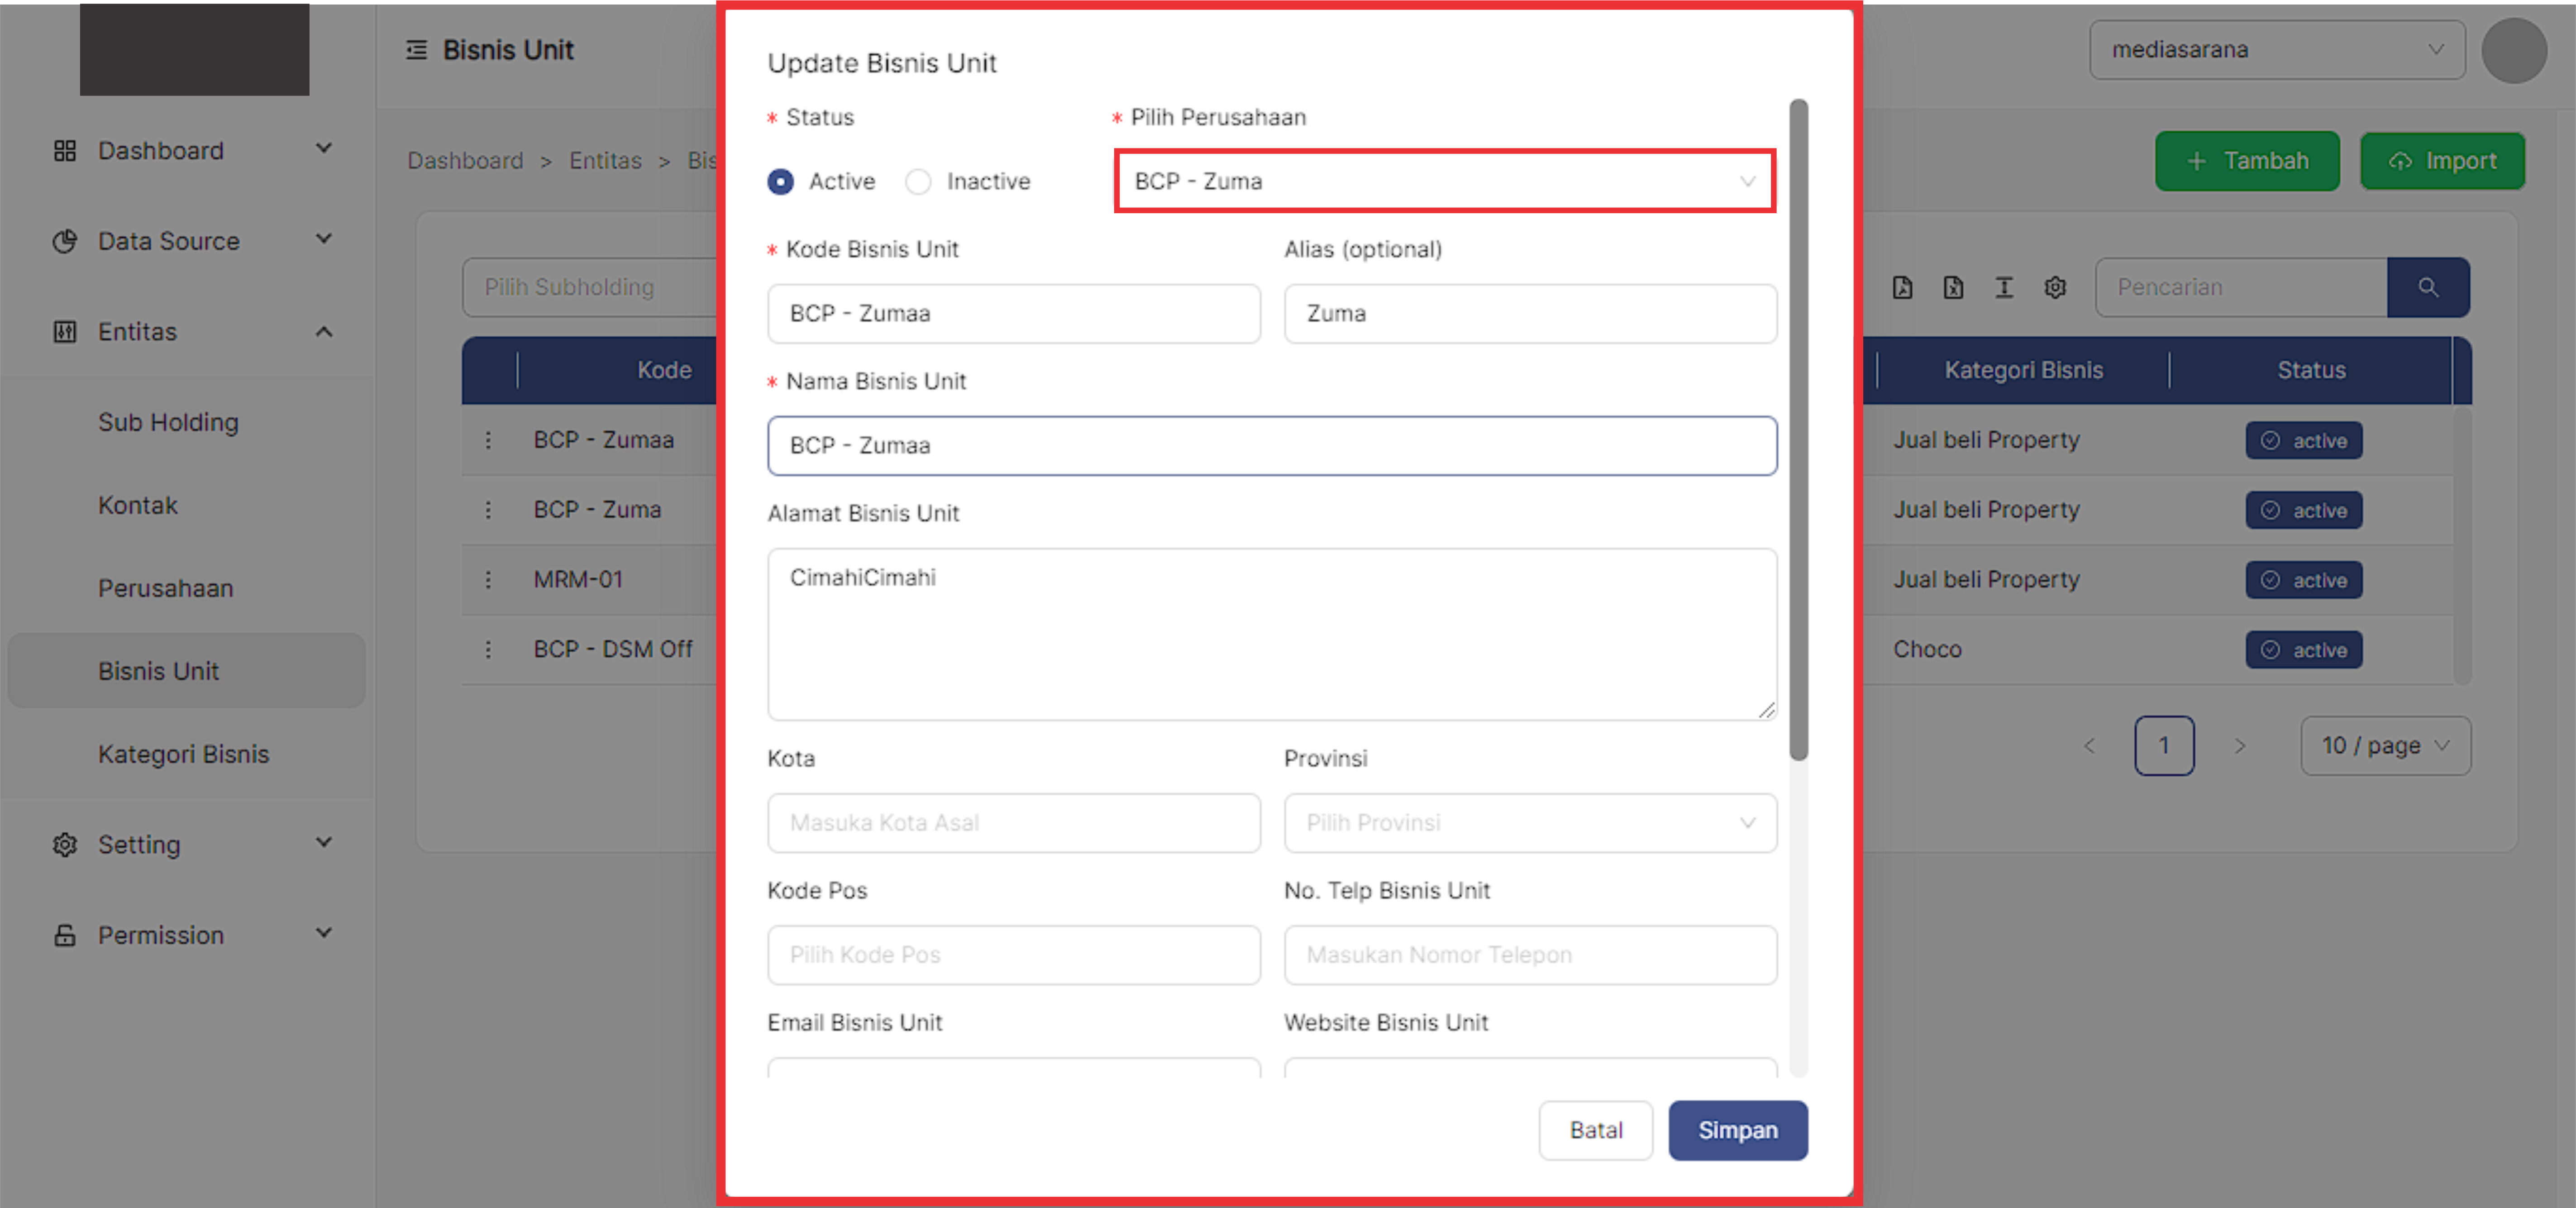 Bisnis Unit
mediasarana
Dashboard
Data Source
Entitas
Sub Holding
Kontak
Perusahaan
Bisnis Unit
Kategori Bisnis
Setting
Permission
Dashboard > Entitas >
+ Tambah
Import
Pilih Subholding
Pencarian
Kode
Kategori Bisnis
Status
BCP - Zumaa
Jual beli Property
active
BCP - Zuma
Jual beli Property
active
MRM-01
Jual beli Property
active
BCP - DSM Off
Choco
active
< 1 >
10 / page
Update Bisnis Unit
* Status
* Pilih Perusahaan
Active
Inactive
BCP - Zuma
* Kode Bisnis Unit
Alias (optional)
BCP - Zumaa
Zuma
* Nama Bisnis Unit
BCP - Zumaa
Alamat Bisnis Unit
CimahiCimahi
Kota
Provinsi
Masuka Kota Asal
Pilih Provinsi
Kode Pos
No. Telp Bisnis Unit
Pilih Kode Pos
Masukan Nomor Telepon
Email Bisnis Unit
Website Bisnis Unit
Batal
Simpan